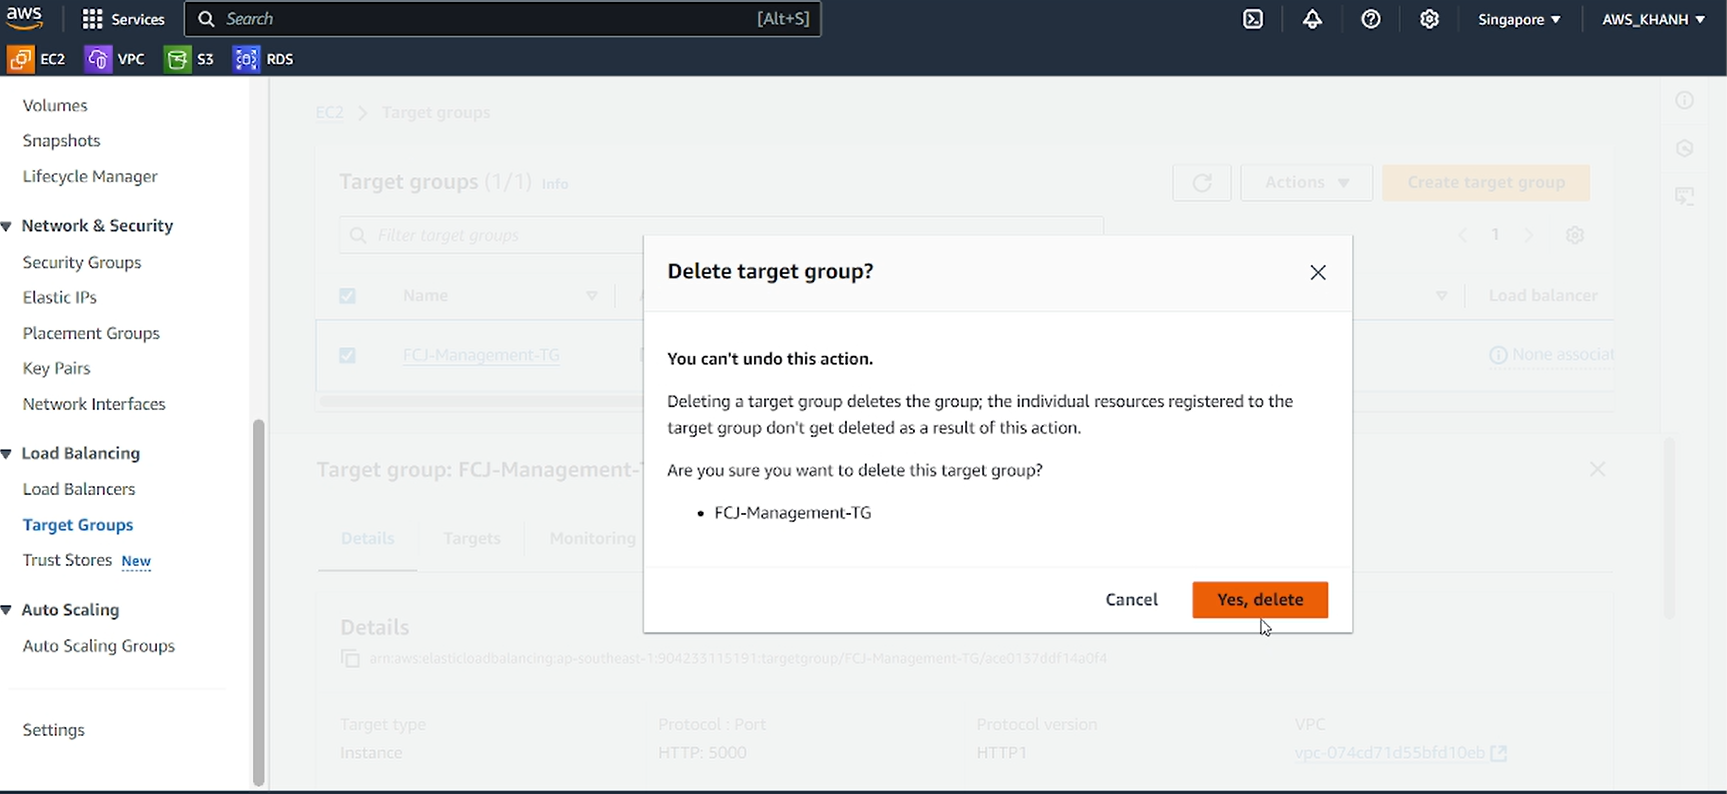 aws
Services
Search
[Alt+S]
Singapore ▼
AWS_KHANH ▼
EC2
VPC
S3
RDS
Volumes
Snapshots
Lifecycle Manager
Network & Security
Security Groups
Elastic IPs
Placement Groups
Key Pairs
Network Interfaces
Load Balancing
Load Balancers
Target Groups
Trust Stores New
Auto Scaling
Auto Scaling Groups
Settings
EC2 > Target groups
Target groups (1/1) Info
Actions ▼
Create target group
Filter target groups
1
Name
Load balancer
FCJ-Management-TG
None associat
Delete target group?
You can't undo this action.
Deleting a target group deletes the group; the individual resources registered to the
target group don't get deleted as a result of this action.
Are you sure you want to delete this target group?
• FCJ-Management-TG
Cancel
Yes, delete
Target group: FCJ-Management-
Details
Targets
Monitoring
Details
arn:aws:elasticloadbalancing:ap-southeast-1:904233115191:targetgroup/FCJ-Management-TG/ace0137ddf14a0f4
Target type
Protocol : Port
Protocol version
VPC
Instance
HTTP: 5000
HTTP1
vpc-074cd71d55bfd10eb